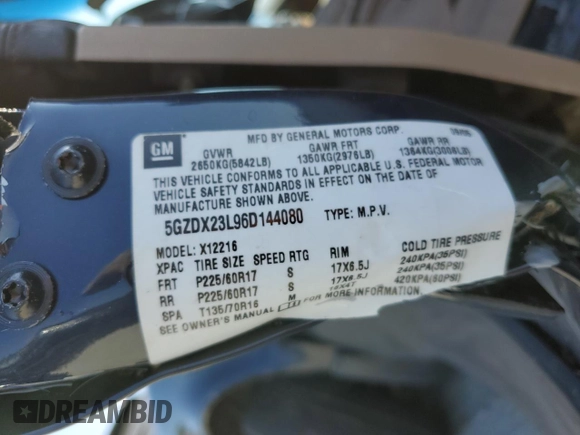 MFD BY GENERAL MOTORS CORP.
GM
GVWR GAWR FRT GAWR RR
2650KG(5842LB) 1350KG(2976LB) 1364KG(3006LB)
THIS VEHICLE CONFORMS TO ALL APPLICABLE U.S. FEDERAL MOTOR
VEHICLE SAFETY STANDARDS IN EFFECT ON THE DATE OF
MANUFACTURE SHOWN ABOVE.
5GZDX23L96D144080 TYPE: M.P.V.
MODEL: X12216
XPAC TIRE SIZE SPEED RTG RIM COLD TIRE PRESSURE
FRT P225/60R17 S 17X6.5J 240KPA(35PSI)
RR P225/60R17 S 17X6.5J 240KPA(35PSI)
SPA T135/70R16 M 420KPA(60PSI)
SEE OWNER'S MANUAL FOR MORE INFORMATION.
DREAMBID